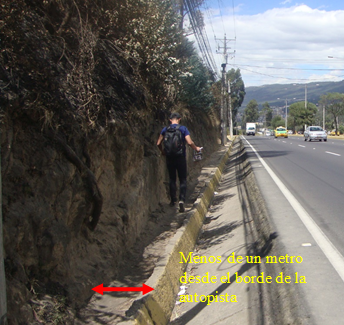 Menos de un metro
desde el borde de la
autopista